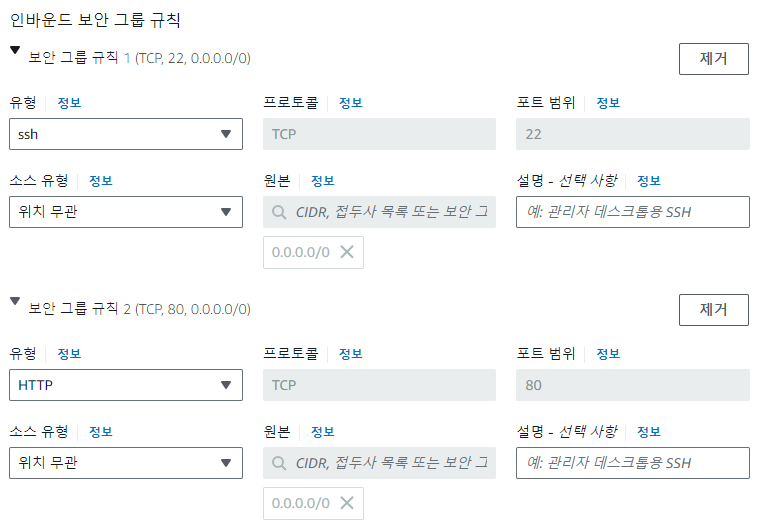 인바운드 보안 그룹 규칙
보안 그룹 규칙 1 (TCP, 22, 0.0.0.0/0)
제거
유형 정보
프로토콜 정보
포트 범위 정보
ssh
TCP
22
소스 유형 정보
원본 정보
설명 - 선택 사항 정보
위치 무관
CIDR, 접두사 목록 또는 보안 그
예: 관리자 데스크톱용 SSH
0.0.0.0/0
보안 그룹 규칙 2 (TCP, 80, 0.0.0.0/0)
제거
유형 정보
프로토콜 정보
포트 범위 정보
HTTP
TCP
80
소스 유형 정보
원본 정보
설명 - 선택 사항 정보
위치 무관
CIDR, 접두사 목록 또는 보안 그
예: 관리자 데스크톱용 SSH
0.0.0.0/0